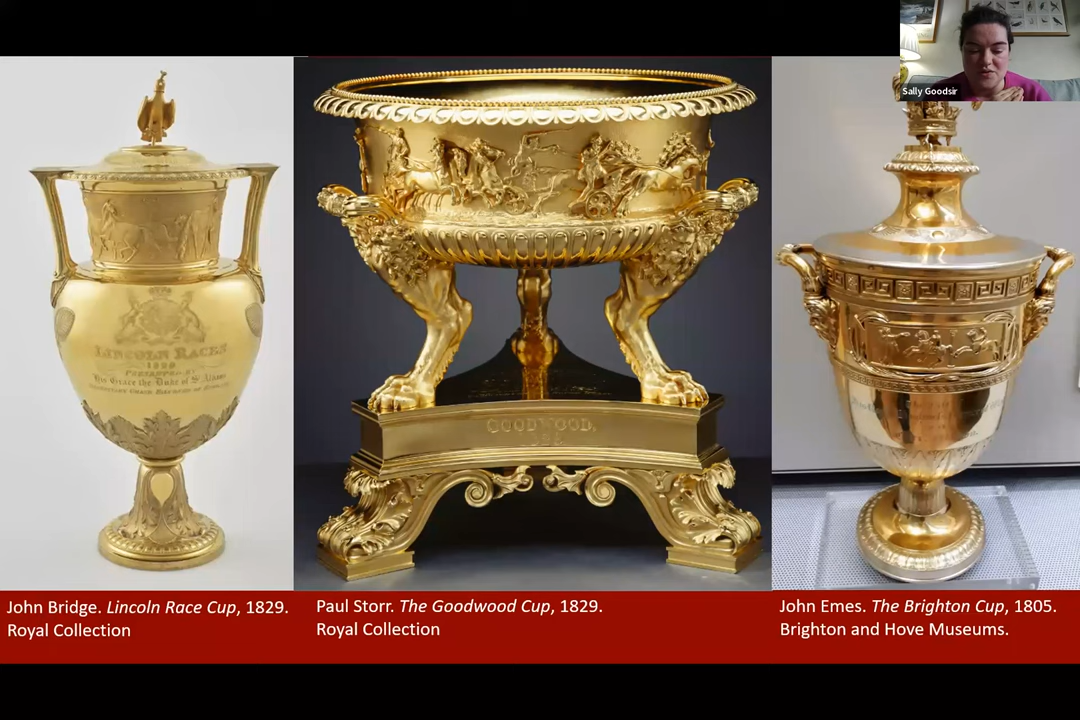 Sally Goodsir
LINCOLN RACES
1829
PRESENTED BY
His Grace the Duke of St Albans
GOODWOOD,
John Bridge. Lincoln Race Cup, 1829.
Royal Collection
Paul Storr. The Goodwood Cup, 1829.
Royal Collection
John Emes. The Brighton Cup, 1805.
Brighton and Hove Museums.